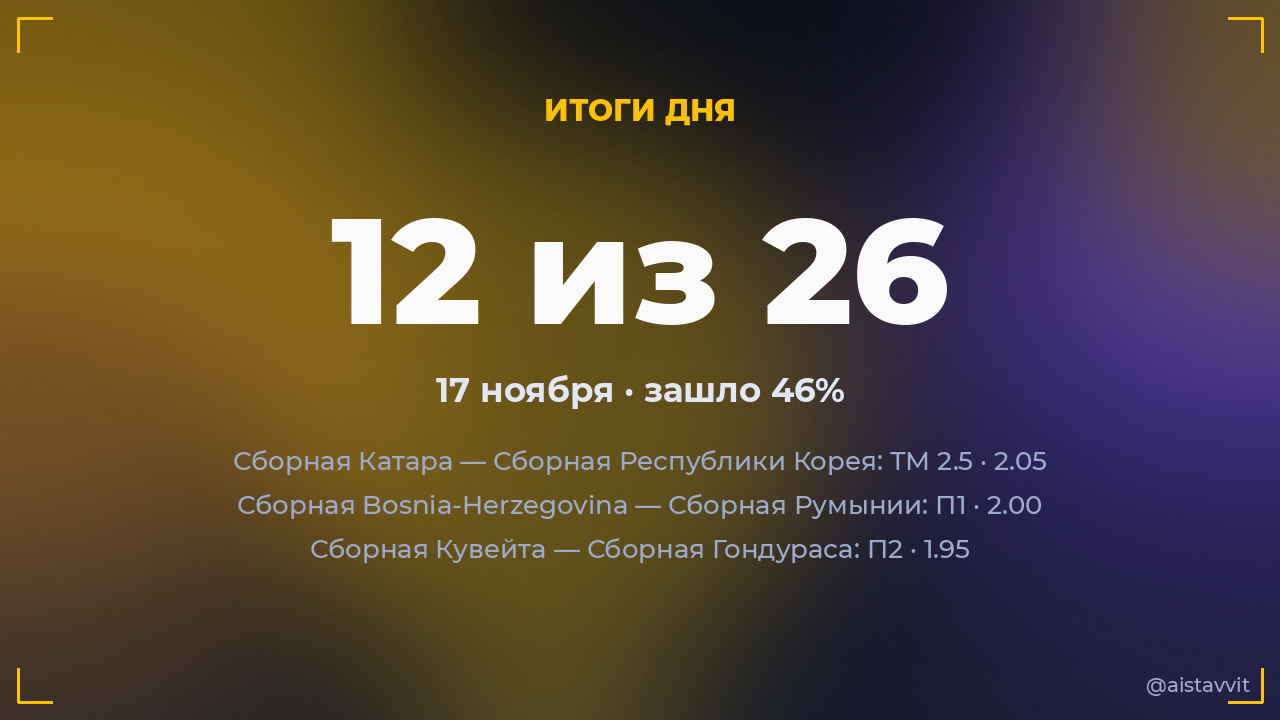 ИТОГИ ДНЯ
12 из 26
17 ноября · зашло 46%
Сборная Катара — Сборная Республики Корея: ТМ 2.5 · 2.05
Сборная Bosnia-Herzegovina — Сборная Румынии: П1 · 2.00
Сборная Кувейта — Сборная Гондураса: П2 · 1.95
@aistavvit